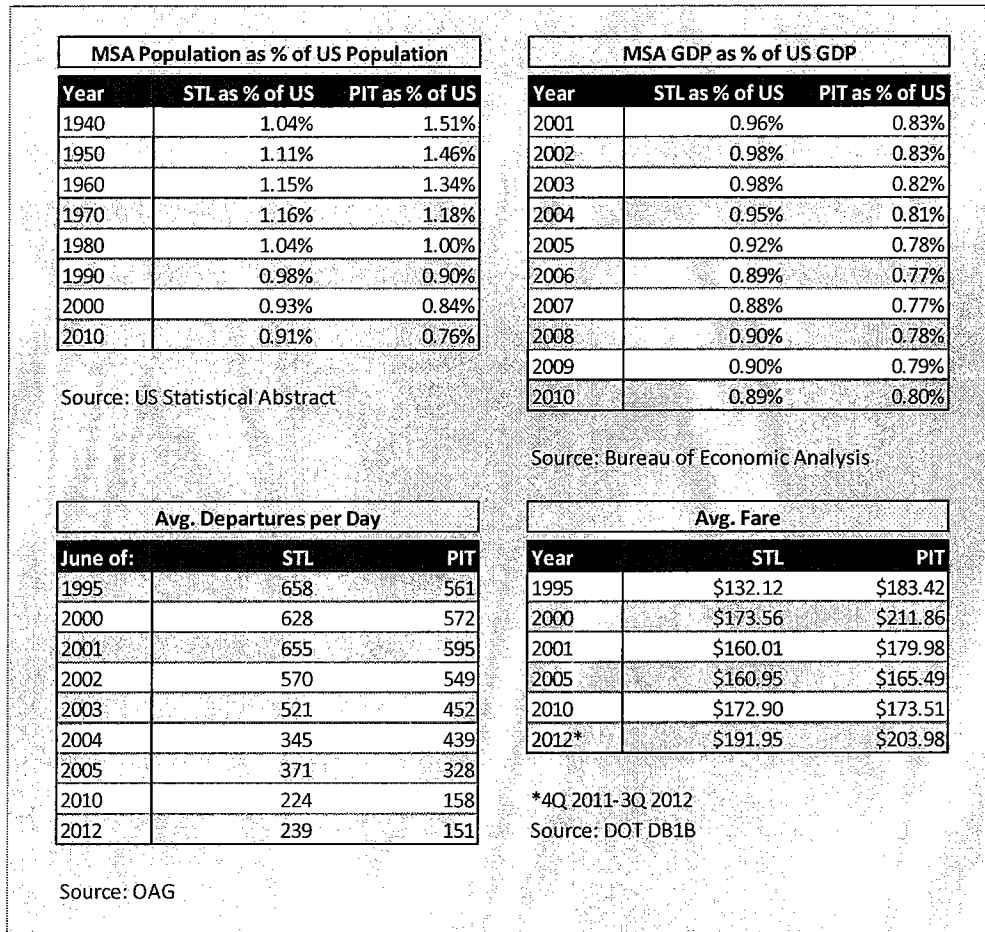 MSA Population as % of US Population
Year STL as % of US PIT as % of US
1940 1.04% 1.51%
1950 1.11% 1.46%
1960 1.15% 1.34%
1970 1.16% 1.18%
1980 1.04% 1.00%
1990 0.98% 0.90%
2000 0.93% 0.84%
2010 0.91% 0.76%
Source: US Statistical Abstract
MSA GDP as % of US GDP
Year STL as % of US PIT as % of US
2001 0.96% 0.83%
2002 0.98% 0.83%
2003 0.98% 0.82%
2004 0.95% 0.81%
2005 0.92% 0.78%
2006 0.89% 0.77%
2007 0.88% 0.77%
2008 0.90% 0.78%
2009 0.90% 0.79%
2010 0.89% 0.80%
Source: Bureau of Economic Analysis
Avg. Departures per Day
June of: STL PIT
1995 658 561
2000 628 572
2001 655 595
2002 570 549
2003 521 452
2004 345 439
2005 371 328
2010 224 158
2012 239 151
Source: OAG
Avg. Fare
Year STL PIT
1995 $132.12 $183.42
2000 $173.56 $211.86
2001 $160.01 $179.98
2005 $160.95 $165.49
2010 $172.90 $173.51
2012* $191.95 $203.98
*4Q 2011-3Q 2012
Source: DOT DB1B